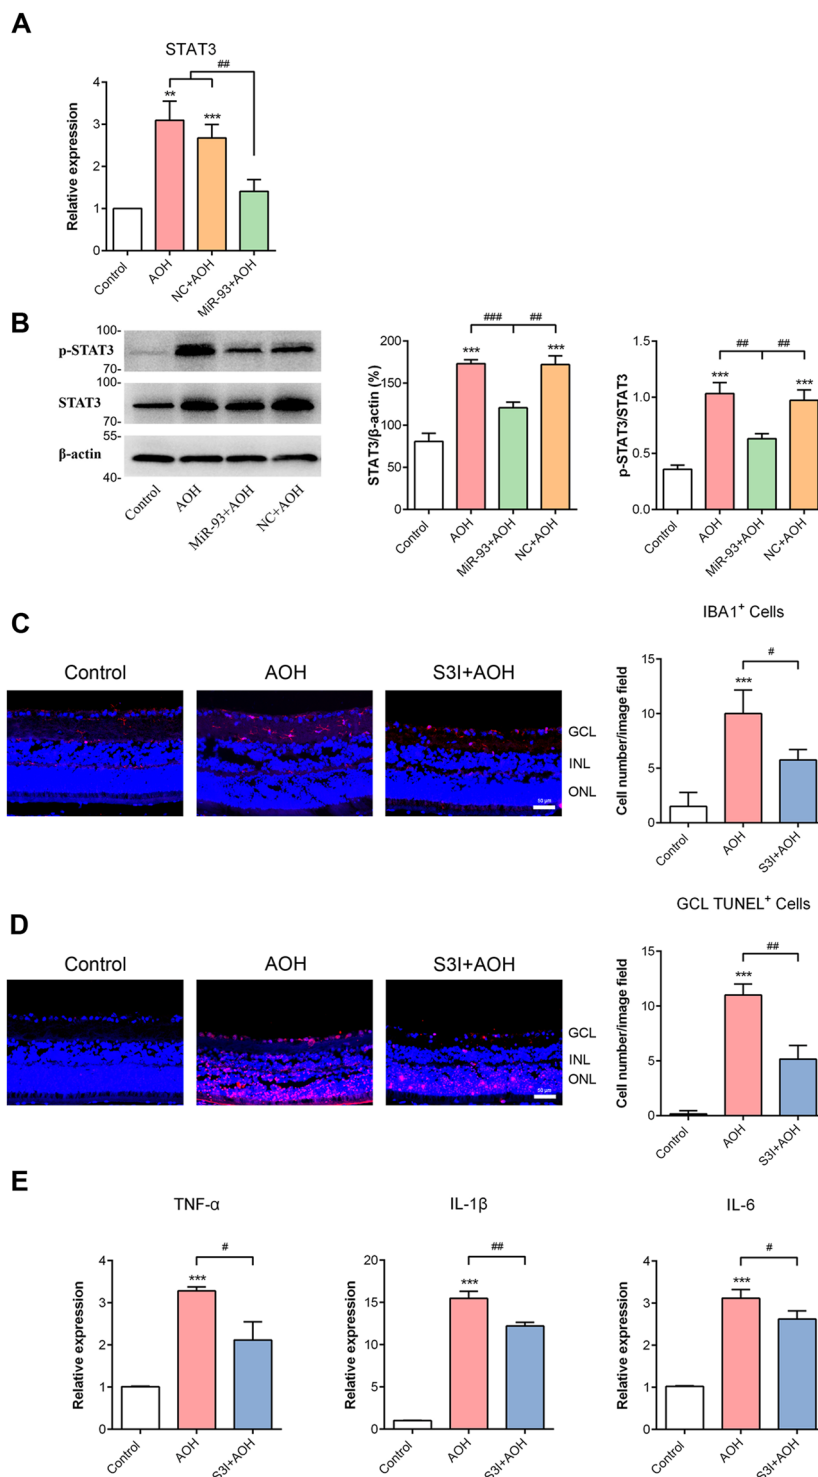 A
STAT3
Relative expression
4
3
2
1
0
**
***
##
Control
AOH
NC+AOH
MiR-93+AOH
B
100-
p-STAT3
70-
100-
STAT3
70-
55-
β-actin
40-
Control
AOH
MiR-93+AOH
NC+AOH
STAT3/β-actin (%)
200
150
100
50
0
***
###
##
***
Control
AOH
MiR-93+AOH
NC+AOH
p-STAT3/STAT3
1.5
1.0
0.5
0.0
***
##
##
***
Control
AOH
MiR-93+AOH
NC+AOH
C
Control
AOH
S3I+AOH
GCL
INL
ONL
50 μm
IBA1⁺ Cells
Cell number/image field
15
10
5
0
***
#
Control
AOH
S3I+AOH
D
Control
AOH
S3I+AOH
GCL
INL
ONL
50 μm
GCL TUNEL⁺ Cells
Cell number/image field
15
10
5
0
***
##
Control
AOH
S3I+AOH
E
TNF-α
Relative expression
4
3
2
1
0
***
#
Control
AOH
S3I+AOH
IL-1β
Relative expression
20
15
10
5
0
***
##
Control
AOH
S3I+AOH
IL-6
Relative expression
4
3
2
1
0
***
#
Control
AOH
S3I+AOH